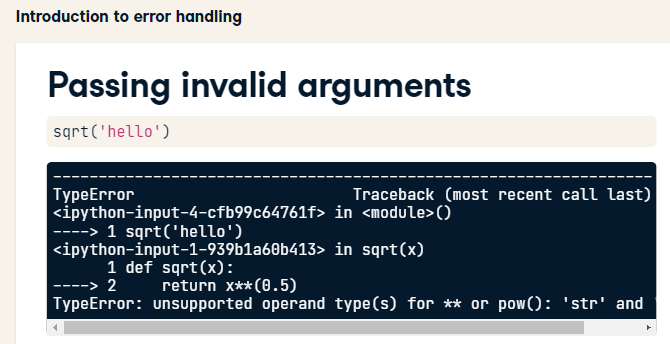 Introduction to error handling
Passing invalid arguments
sqrt('hello')
---------------------------------------------------------------------------
TypeError                                 Traceback (most recent call last)
<ipython-input-4-cfb99c64761f> in <module>()
----> 1 sqrt('hello')
<ipython-input-1-939b1a60b413> in sqrt(x)
      1 def sqrt(x):
----> 2     return x**(0.5)
TypeError: unsupported operand type(s) for ** or pow(): 'str' and '